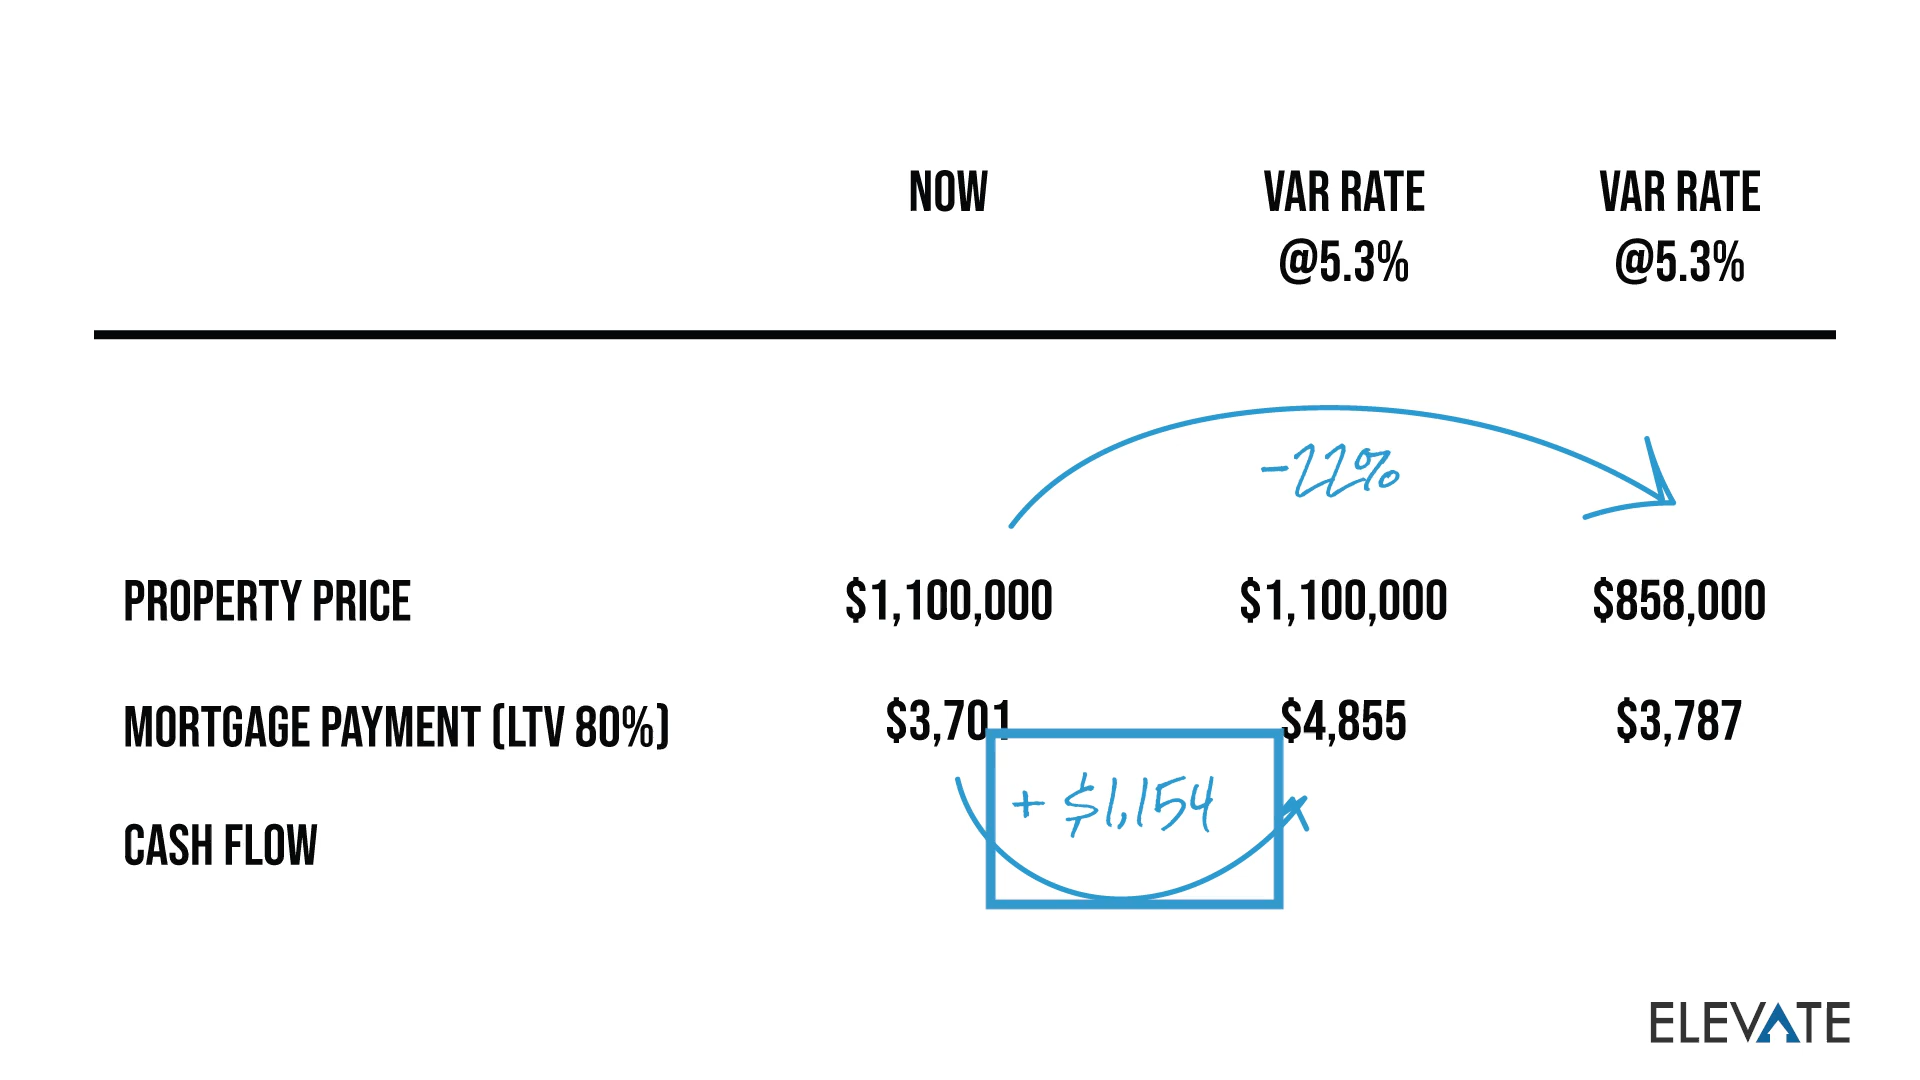 NOW VAR RATE VAR RATE
@5.3% @5.3%
-22%
PROPERTY PRICE $1,100,000 $1,100,000 $858,000
MORTGAGE PAYMENT (LTV 80%) $3,701 $4,855 $3,787
+ $1,154
CASH FLOW
ELEVATE